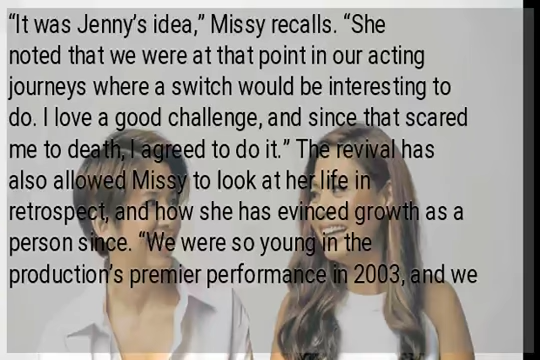 “It was Jenny’s idea,” Missy recalls. “She
noted that we were at that point in our acting
journeys where a switch would be interesting to
do. I love a good challenge, and since that scared
me to death, I agreed to do it.” The revival has
also allowed Missy to look at her life in
retrospect, and how she has evinced growth as a
person since. “We were so young in the
production’s premier performance in 2003, and we